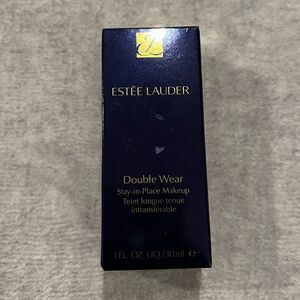 ESTĒE LAUDER
Double Wear
Stay-in-Place Makeup
Teint longue tenue
intransférable
1 FL. OZ. LIQ./30 ml e